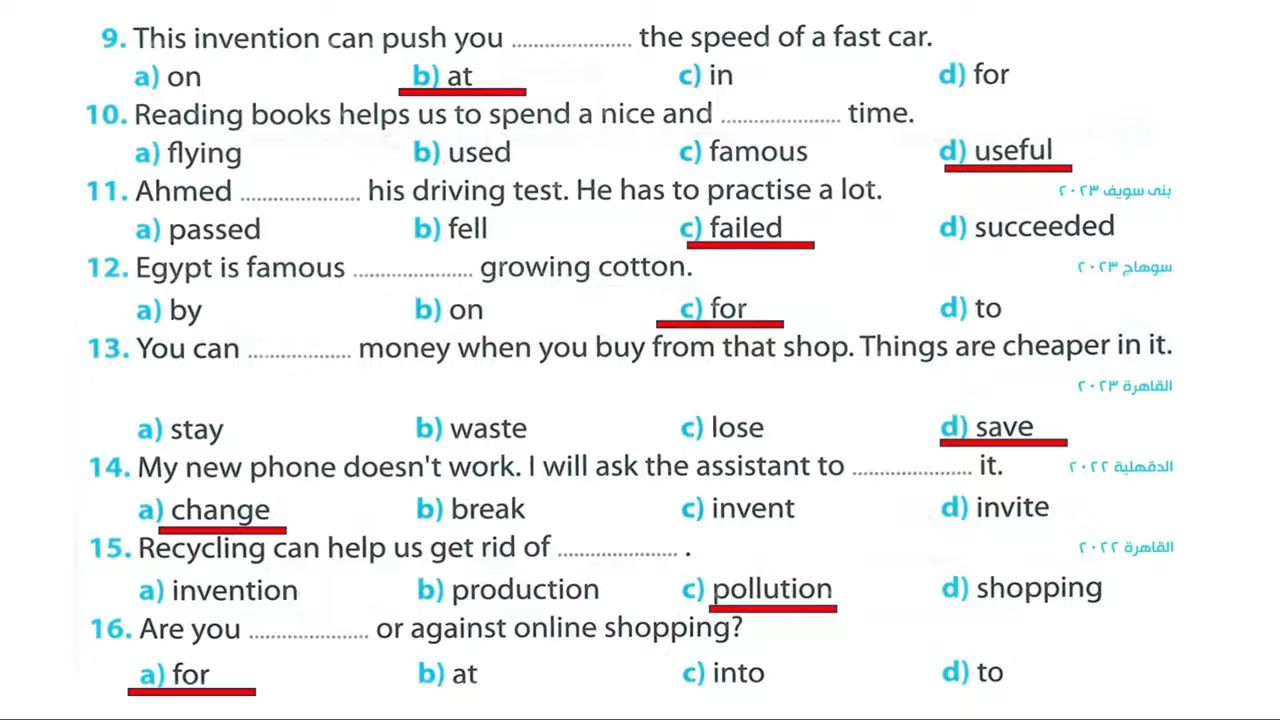 9. This invention can push you .................... the speed of a fast car.
a) on b) at c) in d) for
10. Reading books helps us to spend a nice and .................... time.
a) flying b) used c) famous d) useful
11. Ahmed .................... his driving test. He has to practise a lot. بنى سويف ٢٠٢٣
a) passed b) fell c) failed d) succeeded
12. Egypt is famous .................... growing cotton. سوهاج ٢٠٢٣
a) by b) on c) for d) to
13. You can .................... money when you buy from that shop. Things are cheaper in it.
القاهرة ٢٠٢٣
a) stay b) waste c) lose d) save
14. My new phone doesn't work. I will ask the assistant to .................... it. الدقهلية ٢٠٢٢
a) change b) break c) invent d) invite
15. Recycling can help us get rid of .................... . القاهرة ٢٠٢٢
a) invention b) production c) pollution d) shopping
16. Are you .................... or against online shopping?
a) for b) at c) into d) to